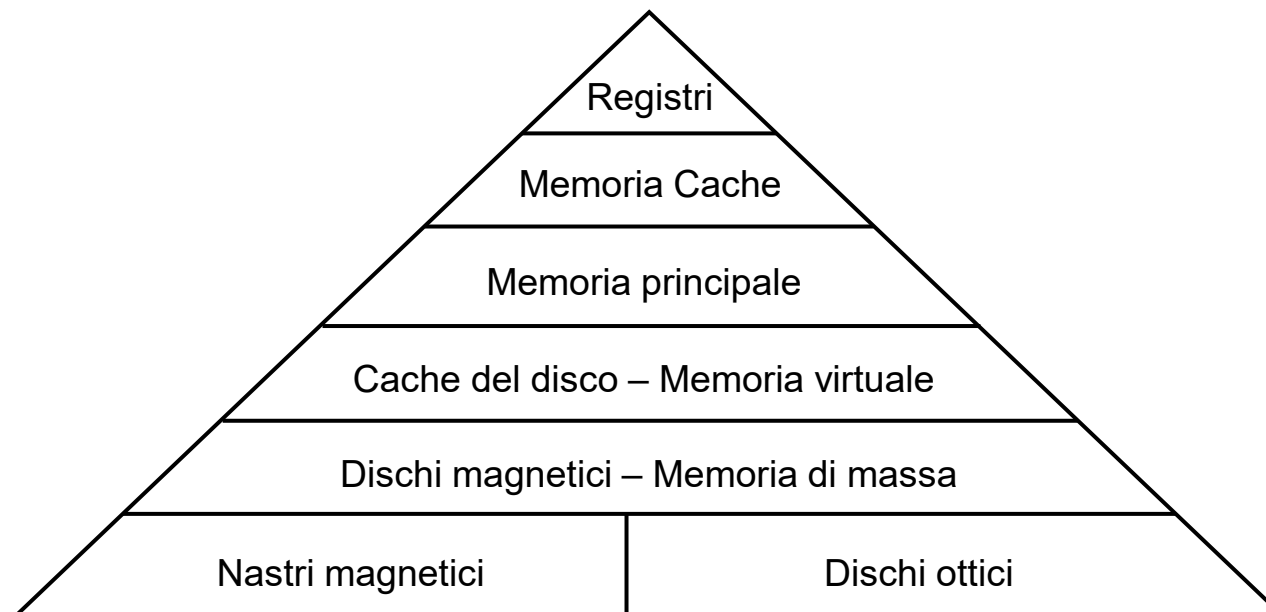 Registri
Memoria Cache
Memoria principale
Cache del disco – Memoria virtuale
Dischi magnetici – Memoria di massa
Nastri magnetici
Dischi ottici